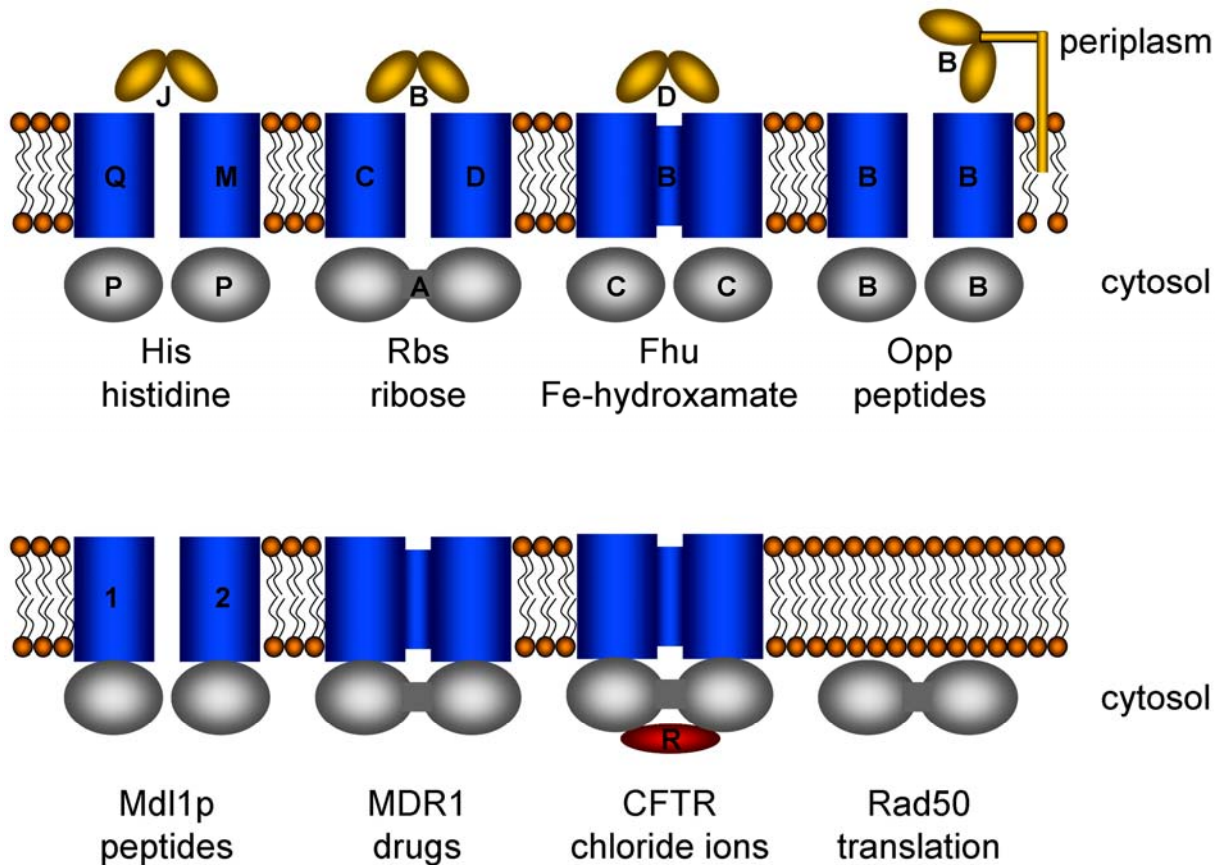 periplasm
J
B
D
B
Q
M
C
D
B
B
B
P
P
A
C
C
B
B
cytosol
His
histidine
Rbs
ribose
Fhu
Fe-hydroxamate
Opp
peptides
1
2
R
cytosol
Mdl1p
peptides
MDR1
drugs
CFTR
chloride ions
Rad50
translation